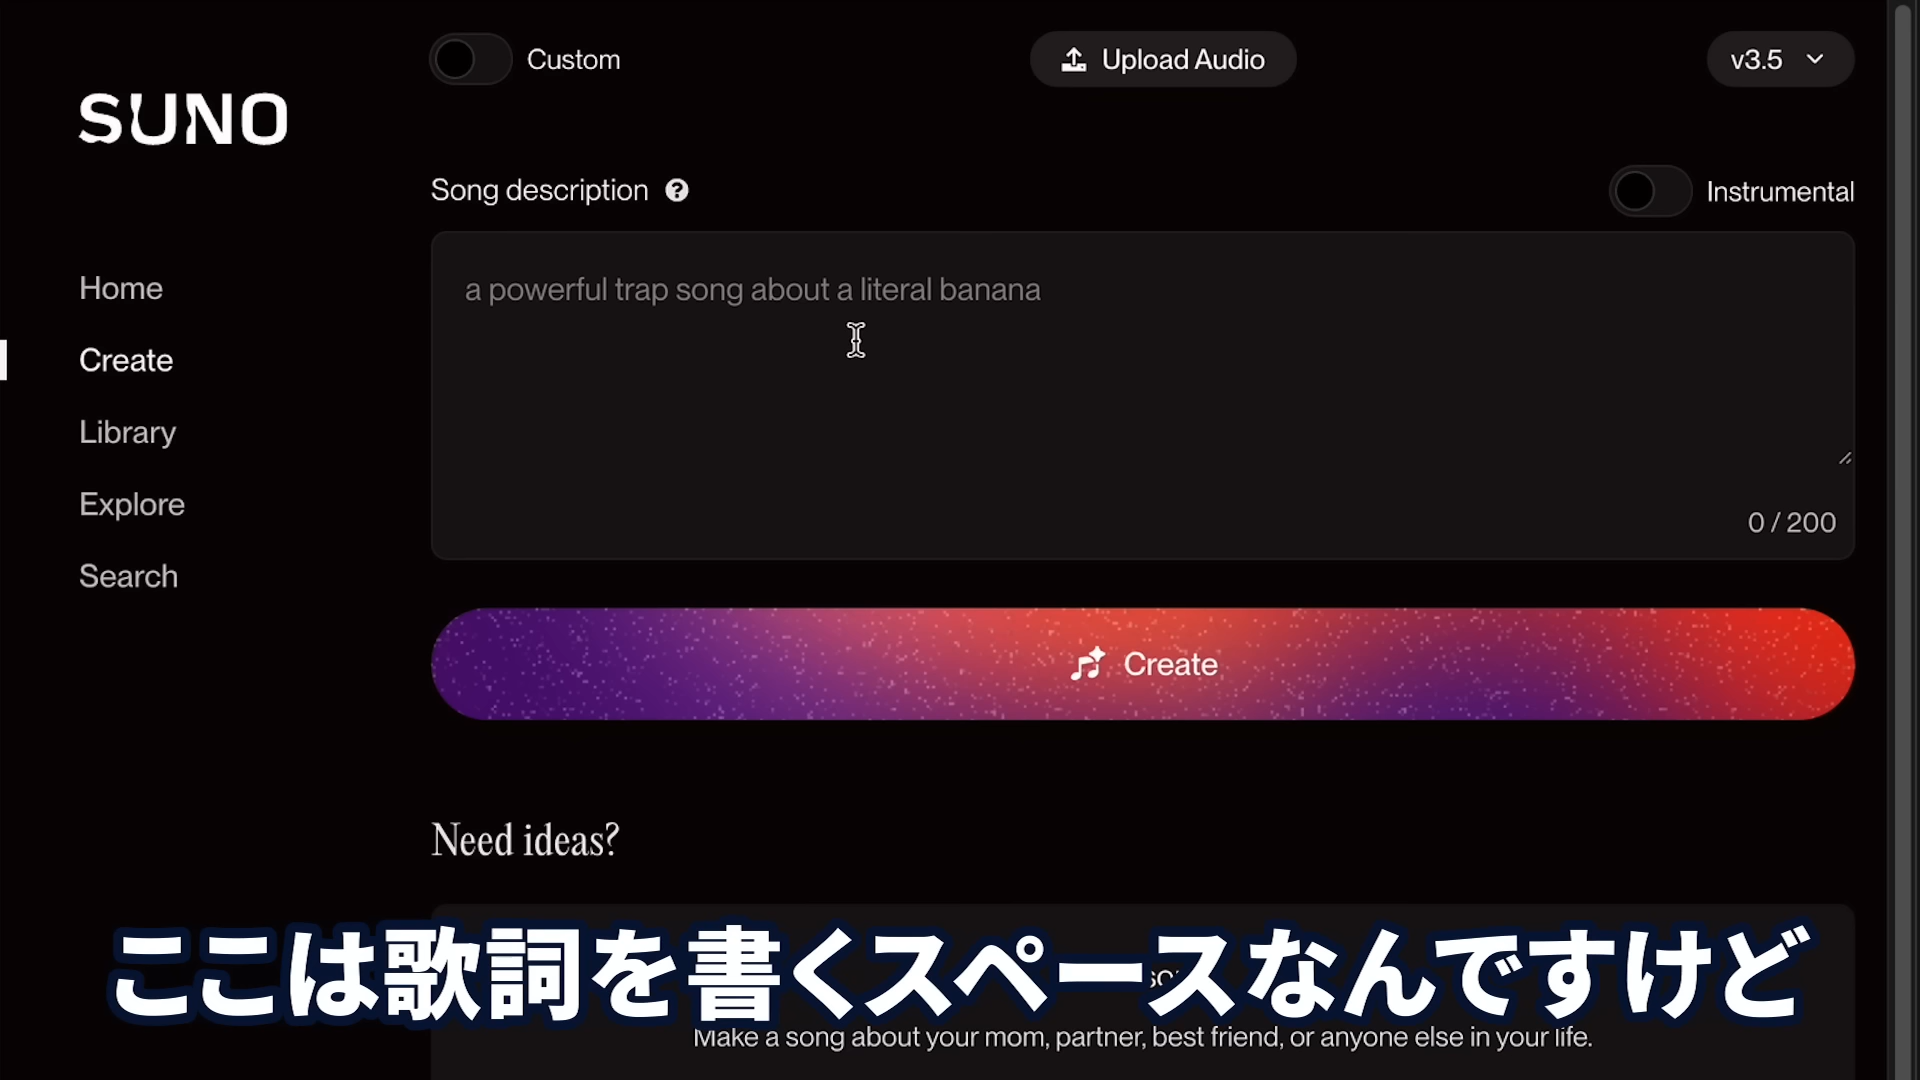 Custom
Upload Audio
v3.5
SUNO
Song description ?
Instrumental
a powerful trap song about a literal banana
0 / 200
Home
Create
Library
Explore
Search
Create
Need ideas?
ここは歌詞を書くスペースなんですけど
Make a song about your mom, partner, best friend, or anyone else in your life.